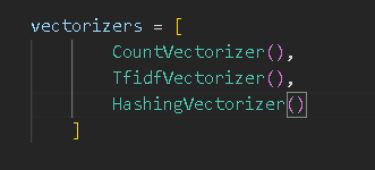 vectorizers = [
CountVectorizer(),
TfidfVectorizer(),
HashingVectorizer()
]